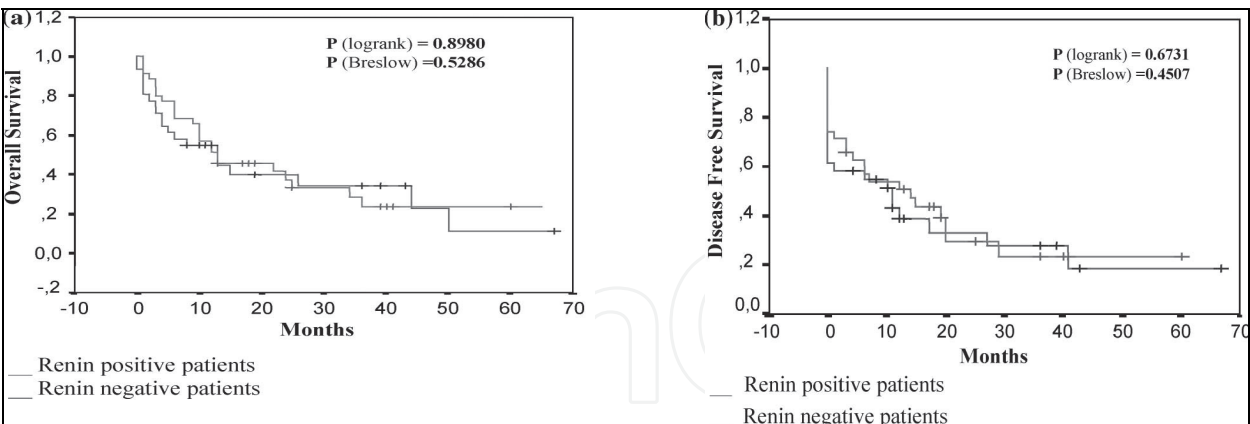 (a)
1,2
1,0
,8
,6
,4
,2
0,0
-,2
Overall Survival
P (logrank) = 0.8980
P (Breslow) =0.5286
-10 0 10 20 30 40 50 60 70
Months
__ Renin positive patients
__ Renin negative patients
(b)
1,2
1,0
,8
,6
,4
,2
0,0
Disease Free Survival
P (logrank) = 0.6731
P (Breslow) =0.4507
-10 0 10 20 30 40 50 60 70
Months
__ Renin positive patients
Renin negative patients